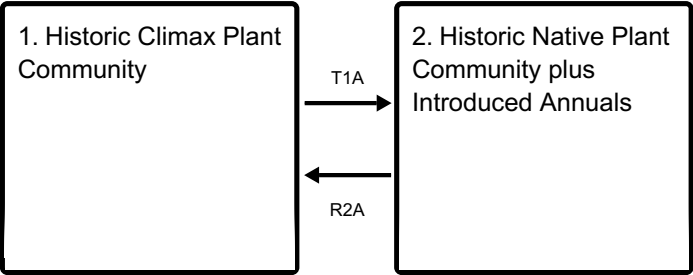 1. Historic Climax Plant
Community
T1A
R2A
2. Historic Native Plant
Community plus
Introduced Annuals